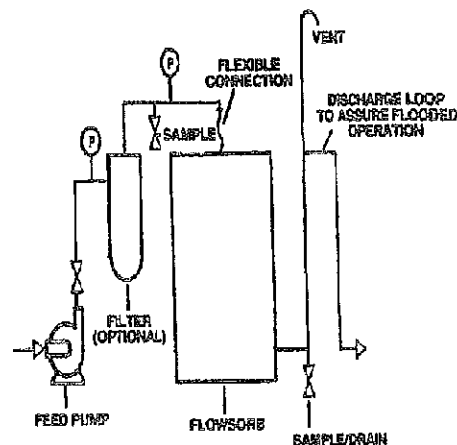 P
VENT
FLEXIBLE
CONNECTION
DISCHARGE LOOP
TO ASSURE FLOODED
OPERATION
SAMPLE
P
FILTER
(OPTIONAL)
FEED PUMP
FLOWSORB
SAMPLE/DRAIN